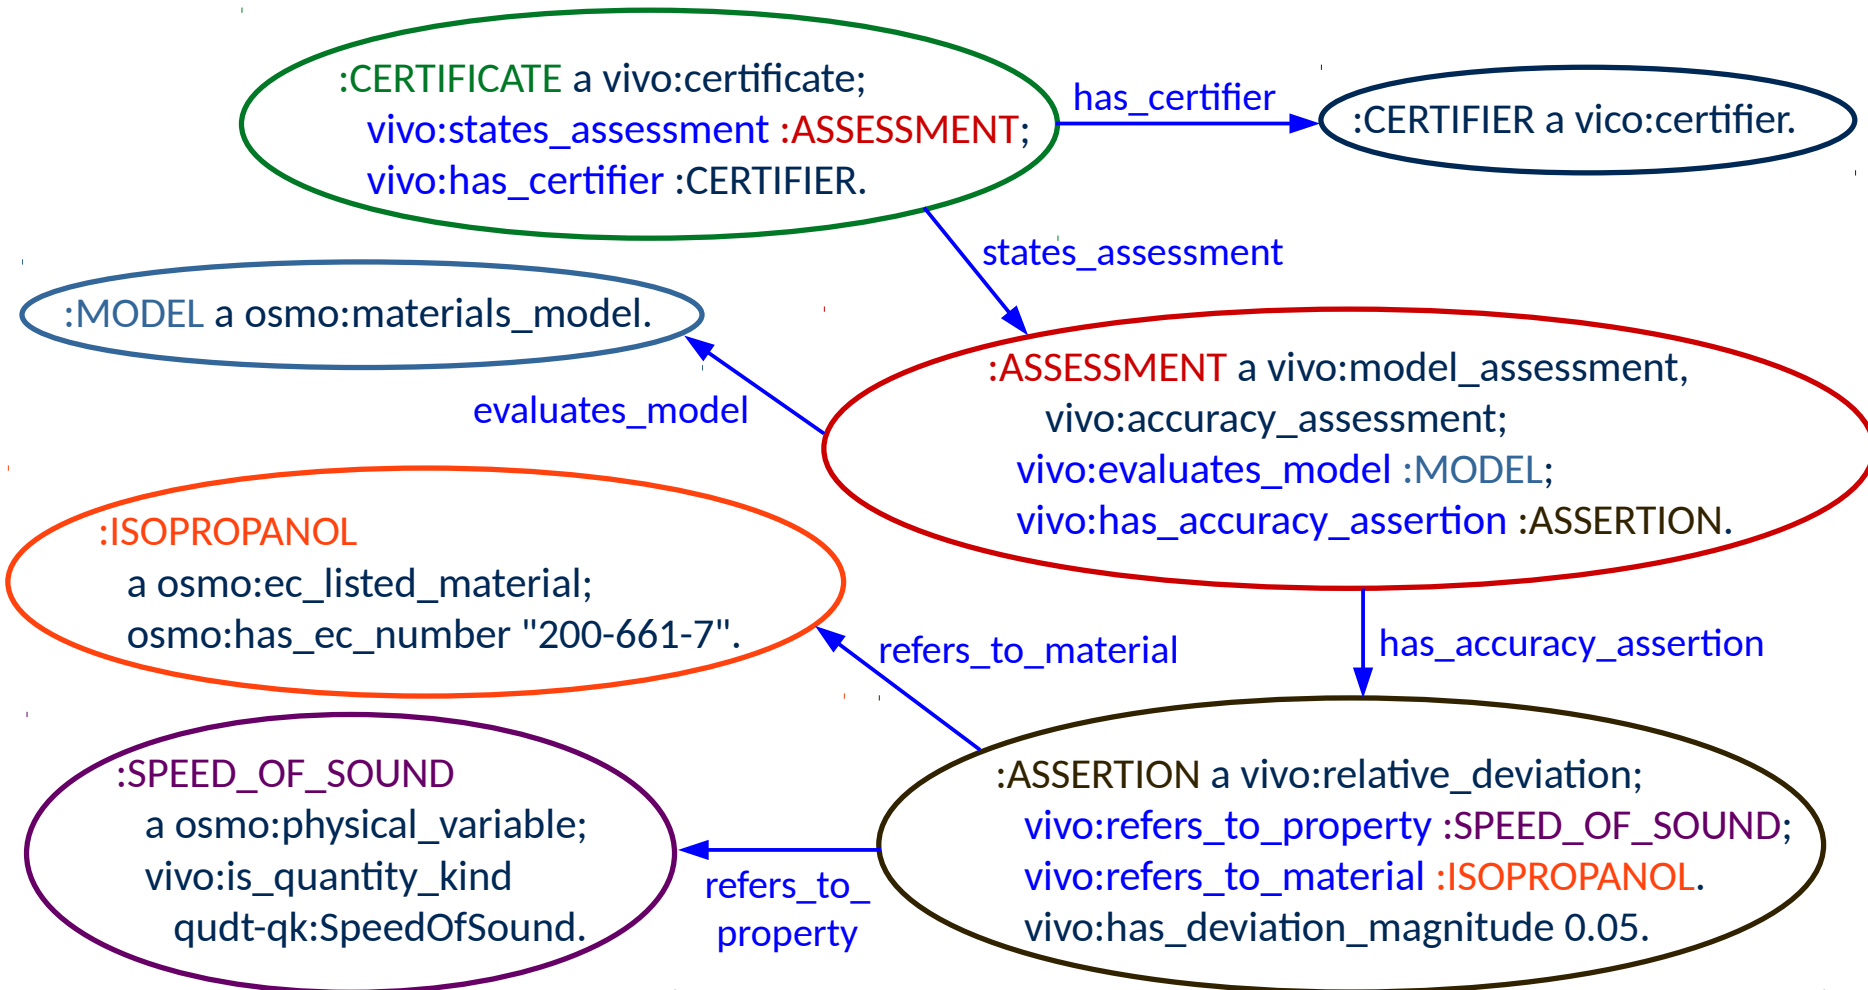 :CERTIFICATE a vivo:certificate;
vivo:states_assessment :ASSESSMENT;
vivo:has_certifier :CERTIFIER.
has_certifier
:CERTIFIER a vico:certifier.
states_assessment
:MODEL a osmo:materials_model.
evaluates_model
:ASSESSMENT a vivo:model_assessment,
vivo:accuracy_assessment;
vivo:evaluates_model :MODEL;
vivo:has_accuracy_assertion :ASSERTION.
:ISOPROPANOL
a osmo:ec_listed_material;
osmo:has_ec_number "200-661-7".
refers_to_material
has_accuracy_assertion
:SPEED_OF_SOUND
a osmo:physical_variable;
vivo:is_quantity_kind
qudt-qk:SpeedOfSound.
refers_to_
property
:ASSERTION a vivo:relative_deviation;
vivo:refers_to_property :SPEED_OF_SOUND;
vivo:refers_to_material :ISOPROPANOL.
vivo:has_deviation_magnitude 0.05.